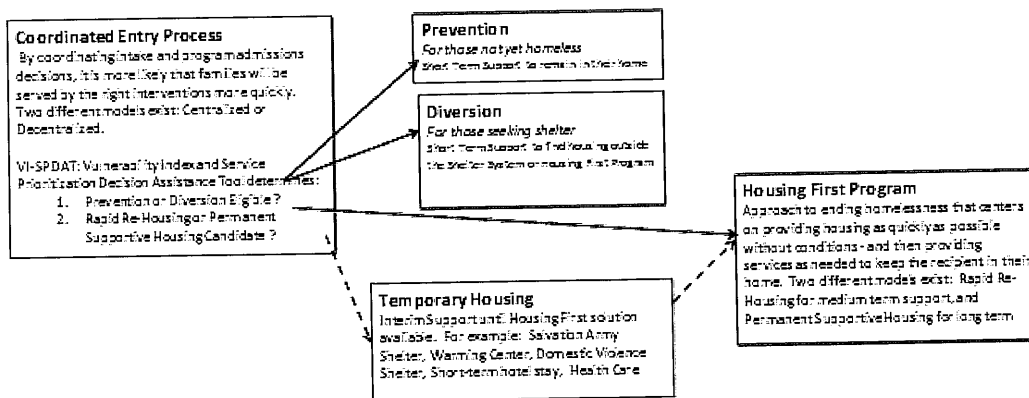 Coordinated Entry Process
By coordinating intake and program admissions
decisions, it is more likely that families will be
served by the right interventions more quickly.
Two different models exist: Centralized or
Decentralized.
VI-SPDAT: Vulnerability Index and Service
Prioritization Decision Assistance Tool determines:
1. Prevention or Diversion Eligible ?
2. Rapid Re-Housing or Permanent
Supportive Housing Candidate ?
Prevention
For those not yet homeless
Short Term Support to remain in their home
Diversion
For those seeking shelter
Short Term Support to find housing outside
the Shelter System or Housing First Program
Temporary Housing
Interim Support until Housing First solution
available. For example: Salvation Army
Shelter, Warming Center, Domestic Violence
Shelter, Short-term hotel stay, Health Care
Housing First Program
Approach to ending homelessness that centers
on providing housing as quickly as possible
without conditions - and then providing
services as needed to keep the recipient in their
home. Two different models exist: Rapid Re-
Housing for medium term support, and
Permanent Supportive Housing for long term